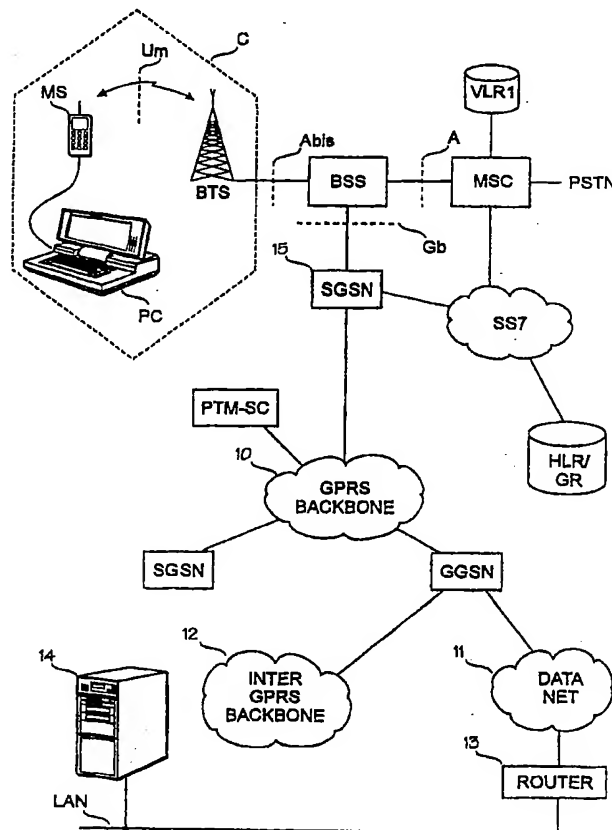 C
Um
MS
VLR1
Abis
A
BTS
BSS
MSC
PSTN
Gb
15
SGSN
PC
SS7
PTM-SC
10
GPRS
BACKBONE
HLR/
GR
SGSN
GGSN
12
11
14
INTER
GPRS
BACKBONE
DATA
NET
13
ROUTER
LAN